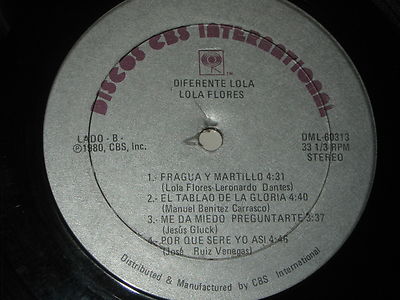 DISCOS CBS INTERNATIONAL
TM
DIFERENTE LOLA
LOLA FLORES
LADO - B -
℗1980, CBS, Inc.
DML-60313
33 1/3 RPM
STEREO
1.- FRAGUA Y MARTILLO 4:31
(Lola Flores-Leronardo Dantes)
2.- EL TABLAO DE LA GLORIA 4:40
(Manuel Benitez Carrasco)
3.- ME DA MIEDO PREGUNTARTE 3:37
(Jesús Gluck)
4.- POR QUE SERE YO ASI 4:46
(José Ruiz Venegas)
Distributed & Manufactured by CBS International